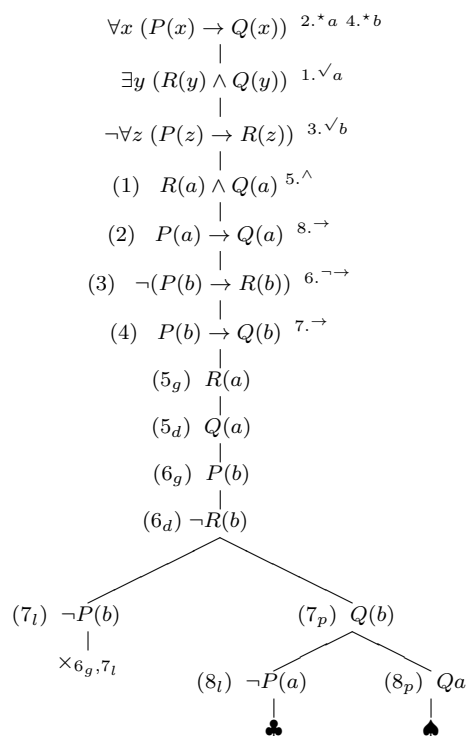 ∀x (P(x) → Q(x)) 2.⋆a 4.⋆b
∃y (R(y) ∧ Q(y)) 1.√a
¬∀z (P(z) → R(z)) 3.√b
(1) R(a) ∧ Q(a) 5.∧
(2) P(a) → Q(a) 8.→
(3) ¬(P(b) → R(b)) 6.¬→
(4) P(b) → Q(b) 7.→
(5g) R(a)
(5d) Q(a)
(6g) P(b)
(6d) ¬R(b)
(7l) ¬P(b) (7p) Q(b)
×6g,7l
(8l) ¬P(a) (8p) Qa
♣ ♠